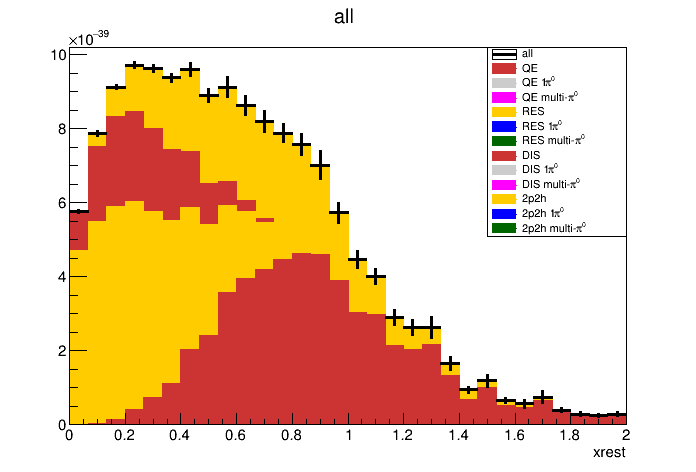 all
×10⁻³⁹
10
8
6
4
2
0
0 0.2 0.4 0.6 0.8 1 1.2 1.4 1.6 1.8 2
xrest
all
QE
QE 1π⁰
QE multi-π⁰
RES
RES 1π⁰
RES multi-π⁰
DIS
DIS 1π⁰
DIS multi-π⁰
2p2h
2p2h 1π⁰
2p2h multi-π⁰